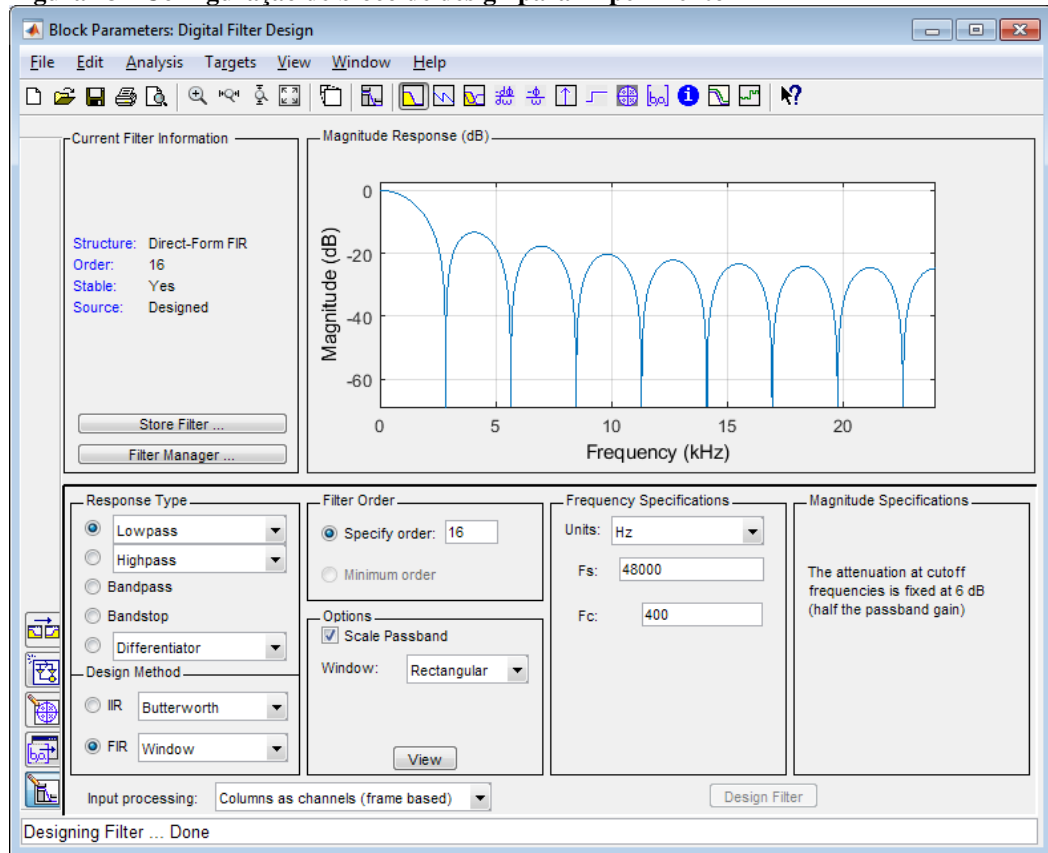 Block Parameters: Digital Filter Design
File Edit Analysis Targets View Window Help
Current Filter Information
Structure: Direct-Form FIR
Order: 16
Stable: Yes
Source: Designed
Store Filter ...
Filter Manager ...
Magnitude Response (dB)
Magnitude (dB)
0
-20
-40
-60
0 5 10 15 20
Frequency (kHz)
Response Type
Lowpass
Highpass
Bandpass
Bandstop
Differentiator
Design Method
IIR Butterworth
FIR Window
Filter Order
Specify order: 16
Minimum order
Options
Scale Passband
Window: Rectangular
View
Frequency Specifications
Units: Hz
Fs: 48000
Fc: 400
Magnitude Specifications
The attenuation at cutoff
frequencies is fixed at 6 dB
(half the passband gain)
Input processing: Columns as channels (frame based)
Design Filter
Designing Filter ... Done